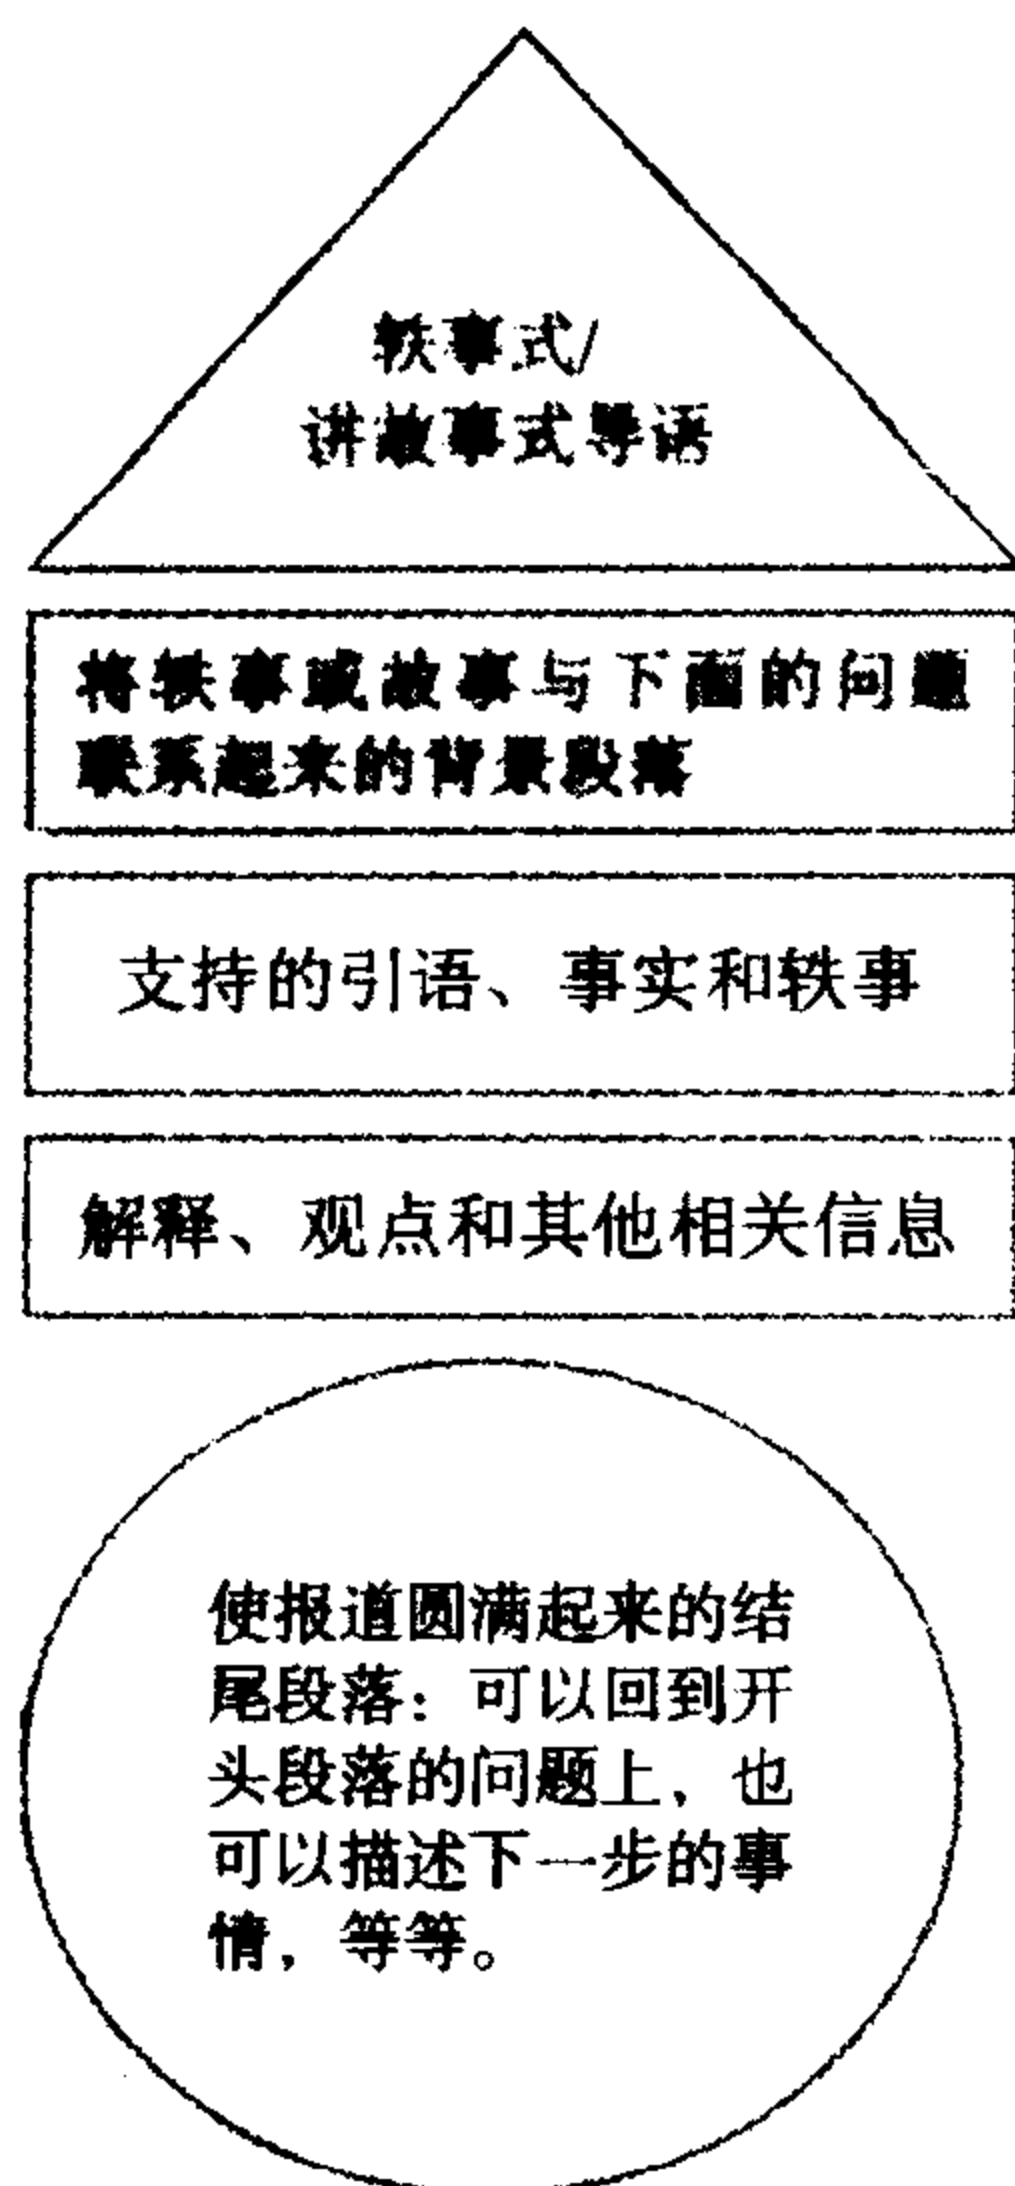 轶事式/
讲故事式导语
将轶事或故事与下面的问题
联系起来的背景段落
支持的引语、事实和轶事
解释、观点和其他相关信息
使报道圆满起来的结
尾段落：可以回到开
头段落的问题上，也
可以描述下一步的事
情，等等。